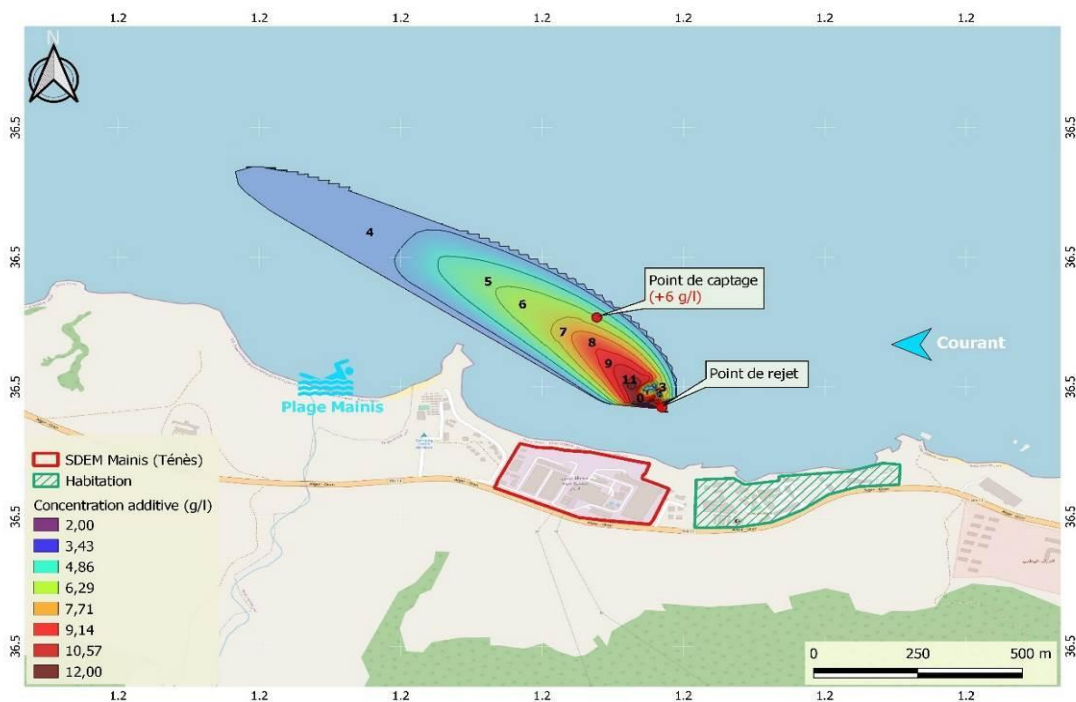 1.2 1.2 1.2 1.2 1.2 1.2 1.2
N
36.5 36.5
4
36.5 36.5
Point de captage
(+6 g/l)
5
6
7
8
9
11
3
0
Courant
Point de rejet
36.5 36.5
Plage Mainis
SDEM Mainis (Ténès)
Habitation
Concentration additive (g/l)
2,00
3,43
4,86
6,29
7,71
9,14
10,57
12,00
36.5 36.5
36.5 36.5
0 250 500 m
1.2 1.2 1.2 1.2 1.2 1.2 1.2